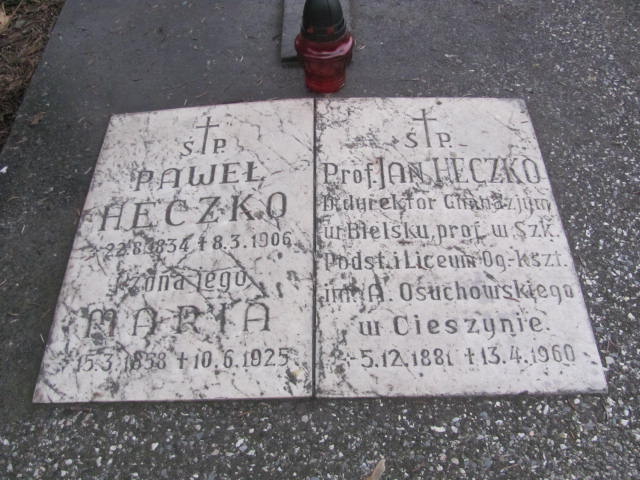 Ś P.
PAWEŁ
HECZKO
22.8.1834 † 8.3.1906
i żona jego
MARIA
15.3.1858 † 10.6.1925
Ś P.
Prof. JAN HECZKO
b. dyrektor Gimnazjum
w Bielsku, prof. w Szk.
Podst. i Liceum Og-kszt.
im. A. Osuchowskiego
w Cieszynie.
5.12.1881 † 13.4.1960